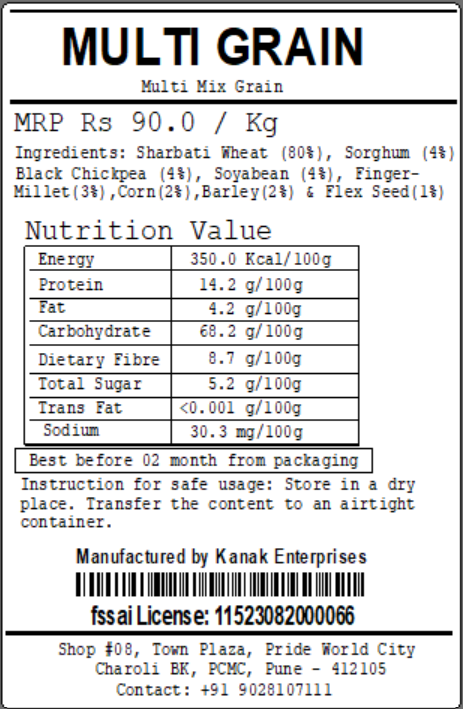 MULTI GRAIN
Multi Mix Grain
MRP Rs 90.0 / Kg
Ingredients: Sharbati Wheat (80%), Sorghum (4%)
Black Chickpea (4%), Soyabean (4%), Finger-
Millet(3%),Corn(2%),Barley(2%) & Flex Seed(1%)
Nutrition Value
Energy 350.0 Kcal/100g
Protein 14.2 g/100g
Fat 4.2 g/100g
Carbohydrate 68.2 g/100g
Dietary Fibre 8.7 g/100g
Total Sugar 5.2 g/100g
Trans Fat <0.001 g/100g
Sodium 30.3 mg/100g
Best before 02 month from packaging
Instruction for safe usage: Store in a dry
place. Transfer the content to an airtight
container.
Manufactured by Kanak Enterprises
fssai License: 11523082000066
Shop #08, Town Plaza, Pride World City
Charoli BK, PCMC, Pune - 412105
Contact: +91 9028107111